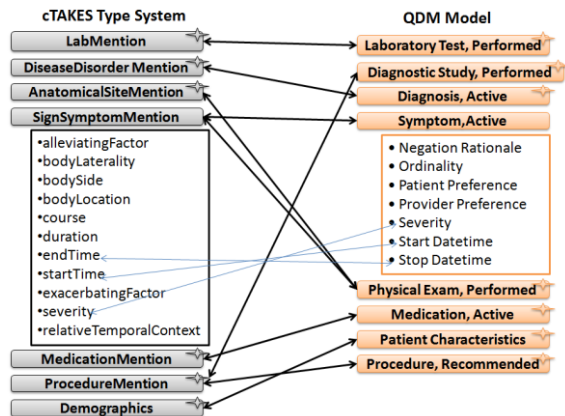 cTAKES Type System
LabMention
DiseaseDisorder Mention
AnatomicalSiteMention
SignSymptomMention
•alleviatingFactor
•bodyLaterality
•bodySide
•bodyLocation
•course
•duration
•endTime
•startTime
•exacerbatingFactor
•severity
•relativeTemporalContext
MedicationMention
ProcedureMention
Demographics
QDM Model
Laboratory Test, Performed
Diagnostic Study, Performed
Diagnosis, Active
Symptom,Active
• Negation Rationale
• Ordinality
• Patient Preference
• Provider Preference
• Severity
• Start Datetime
• Stop Datetime
Physical Exam, Performed
Medication, Active
Patient Characteristics
Procedure, Recommended